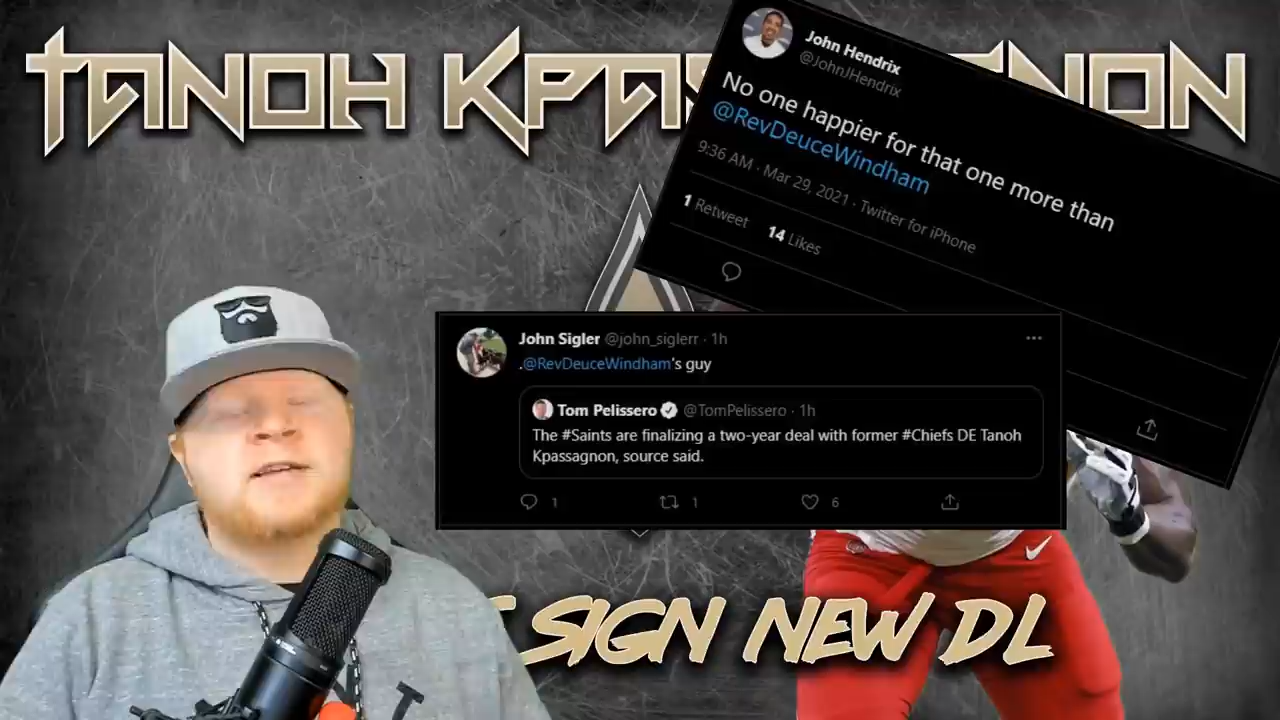 TANOH
John Hendrix
@JohnJHendrix
No one happier for that one more than
@RevDeuceWindham
9:36 AM · Mar 29, 2021 · Twitter for iPhone
1 Retweet 14 Likes
John Sigler @john_siglerr · 1h
.@RevDeuceWindham's guy
Tom Pelissero @TomPelissero · 1h
The #Saints are finalizing a two-year deal with former #Chiefs DE Tanoh
Kpassagnon, source said.
1 1 6
SIGN NEW DL